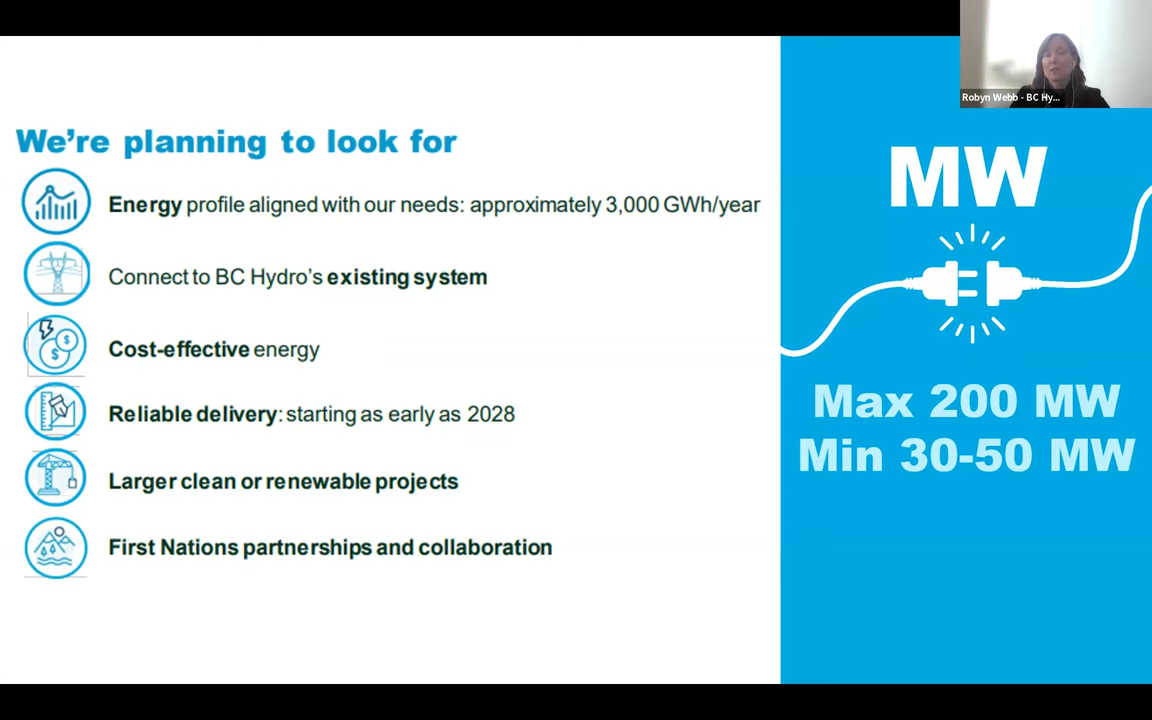 Robyn Webb - BC Hy...
We're planning to look for
Energy profile aligned with our needs: approximately 3,000 GWh/year
Connect to BC Hydro's existing system
Cost-effective energy
Reliable delivery: starting as early as 2028
Larger clean or renewable projects
First Nations partnerships and collaboration
MW
Max 200 MW
Min 30-50 MW